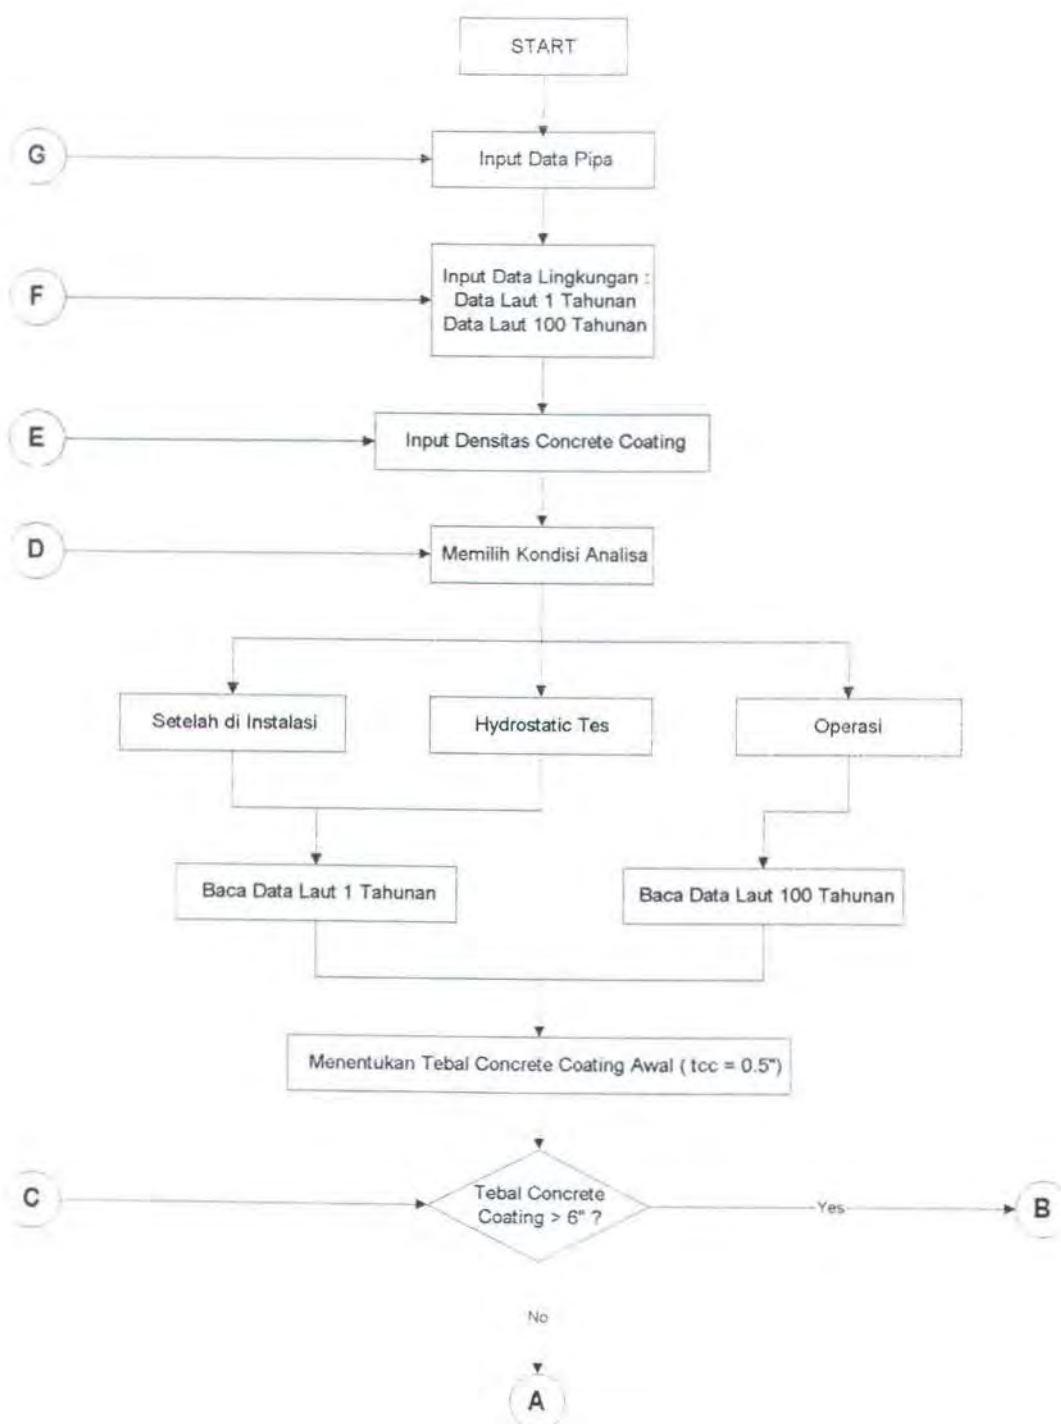 START
G
Input Data Pipa
F
Input Data Lingkungan :
Data Laut 1 Tahunan
Data Laut 100 Tahunan
E
Input Densitas Concrete Coating
D
Memilih Kondisi Analisa
Setelah di Instalasi
Hydrostatic Tes
Operasi
Baca Data Laut 1 Tahunan
Baca Data Laut 100 Tahunan
Menentukan Tebal Concrete Coating Awal ( tcc = 0.5")
C
Tebal Concrete
Coating > 6" ?
Yes
B
No
A